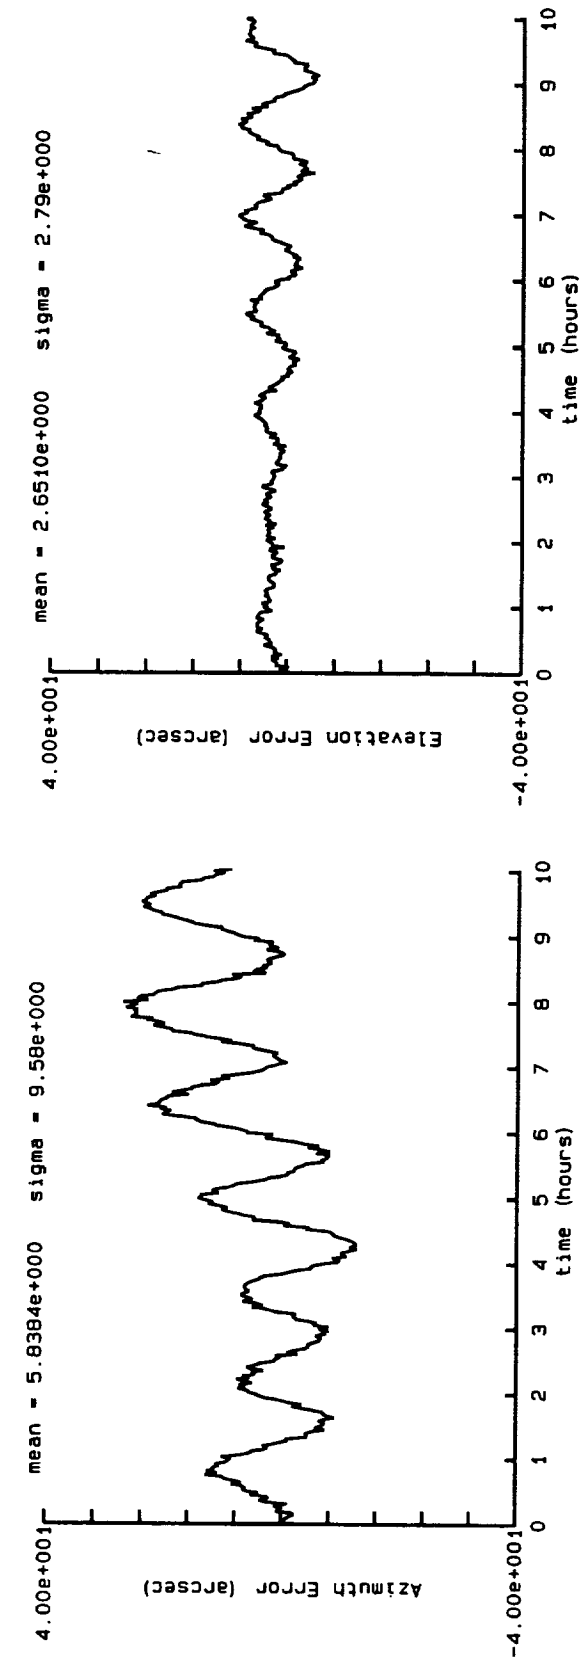 mean = 5.8384e+000 sigma = 9.58e+000
4.00e+001
Azimuth Error (arcsec)
-4.00e+001
0 1 2 3 4 5 6 7 8 9 10
time (hours)
mean = 2.6510e+000 sigma = 2.79e+000
4.00e+001
Elevation Error (arcsec)
-4.00e+001
0 1 2 3 4 5 6 7 8 9 10
time (hours)